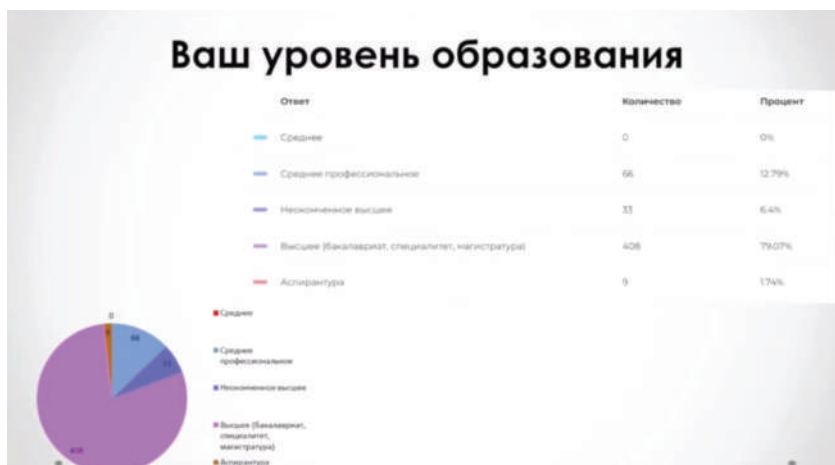 Ваш уровень образования
Ответ Количество Процент
Среднее 0 0%
Среднее профессиональное 66 12.79%
Неоконченное высшее 33 6.4%
Высшее (бакалавриат, специалитет, магистратура) 408 79.07%
Аспирантура 9 1.74%
0
9 66
33
408
Среднее
Среднее
профессиональное
Неоконченное высшее
Высшее (бакалавриат,
специалитет,
магистратура)
Аспирантура